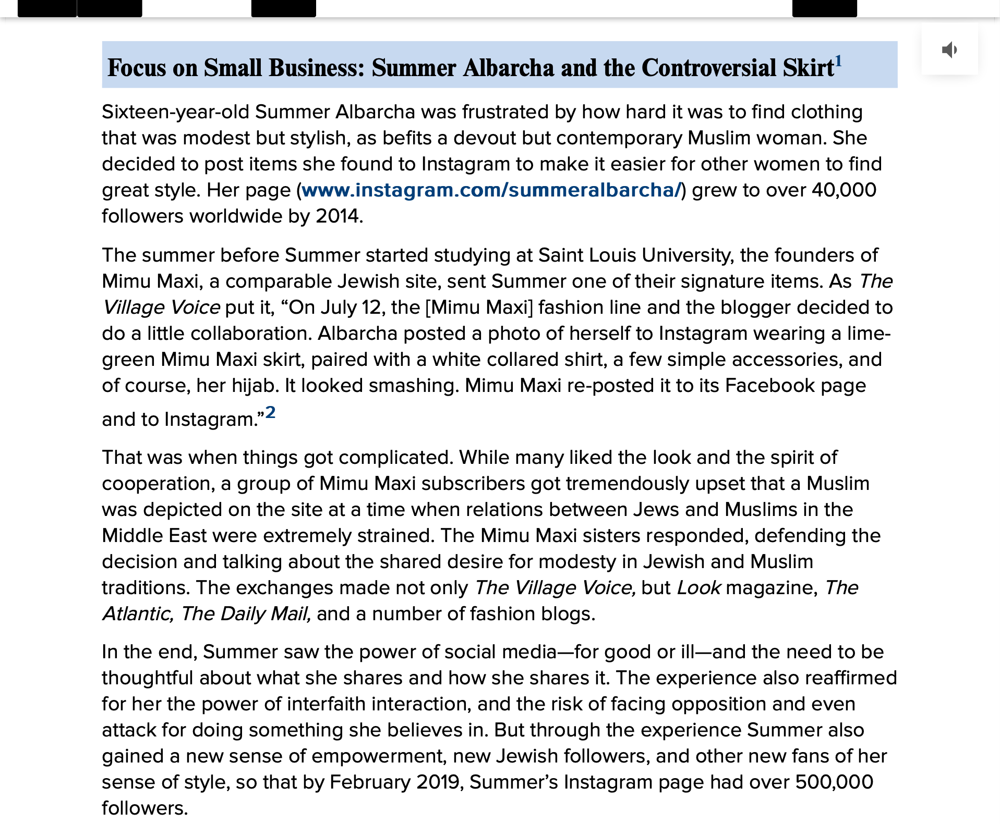 Focus on Small Business: Summer Albarcha and the Controversial Skirt1
Sixteen-year-old Summer Albarcha was frustrated by how hard it was to find clothing
that was modest but stylish, as befits a devout but contemporary Muslim woman. She
decided to post items she found to Instagram to make it easier for other women to find
great style. Her page (www.instagram.com/summeralbarcha/) grew to over 40,000
followers worldwide by 2014.
The summer before Summer started studying at Saint Louis University, the founders of
Mimu Maxi, a comparable Jewish site, sent Summer one of their signature items. As The
Village Voice put it, “On July 12, the [Mimu Maxi] fashion line and the blogger decided to
do a little collaboration. Albarcha posted a photo of herself to Instagram wearing a lime-
green Mimu Maxi skirt, paired with a white collared shirt, a few simple accessories, and
of course, her hijab. It looked smashing. Mimu Maxi re-posted it to its Facebook page
and to Instagram.”2
That was when things got complicated. While many liked the look and the spirit of
cooperation, a group of Mimu Maxi subscribers got tremendously upset that a Muslim
was depicted on the site at a time when relations between Jews and Muslims in the
Middle East were extremely strained. The Mimu Maxi sisters responded, defending the
decision and talking about the shared desire for modesty in Jewish and Muslim
traditions. The exchanges made not only The Village Voice, but Look magazine, The
Atlantic, The Daily Mail, and a number of fashion blogs.
In the end, Summer saw the power of social media—for good or ill—and the need to be
thoughtful about what she shares and how she shares it. The experience also reaffirmed
for her the power of interfaith interaction, and the risk of facing opposition and even
attack for doing something she believes in. But through the experience Summer also
gained a new sense of empowerment, new Jewish followers, and other new fans of her
sense of style, so that by February 2019, Summer’s Instagram page had over 500,000
followers.